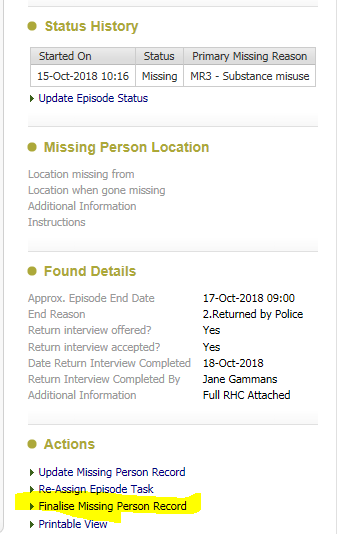 Status History
Started On Status Primary Missing Reason
15-Oct-2018 10:16 Missing MR3 - Substance misuse
Update Episode Status
Missing Person Location
Location missing from
Location when gone missing
Additional Information
Instructions
Found Details
Approx. Episode End Date 17-Oct-2018 09:00
End Reason 2.Returned by Police
Return interview offered? Yes
Return interview accepted? Yes
Date Return Interview Completed 18-Oct-2018
Return Interview Completed By Jane Gammans
Additional Information Full RHC Attached
Actions
Update Missing Person Record
Re-Assign Episode Task
Finalise Missing Person Record
Printable View